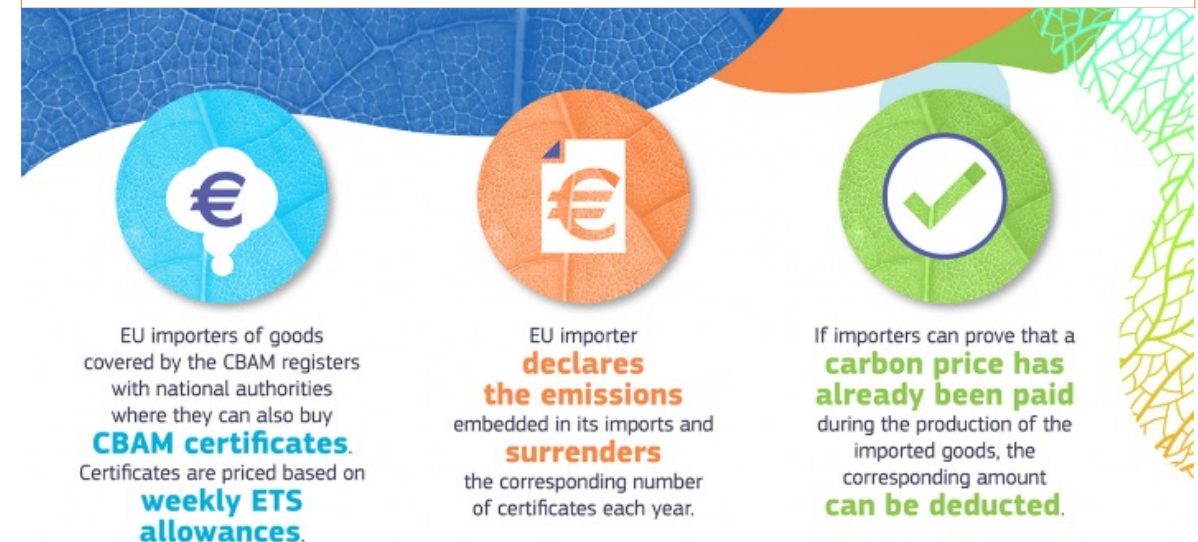 EU importers of goods
covered by the CBAM registers
with national authorities
where they can also buy
CBAM certificates.
Certificates are priced based on
weekly ETS
allowances.
EU importer
declares
the emissions
embedded in its imports and
surrenders
the corresponding number
of certificates each year.
If importers can prove that a
carbon price has
already been paid
during the production of the
imported goods, the
corresponding amount
can be deducted.